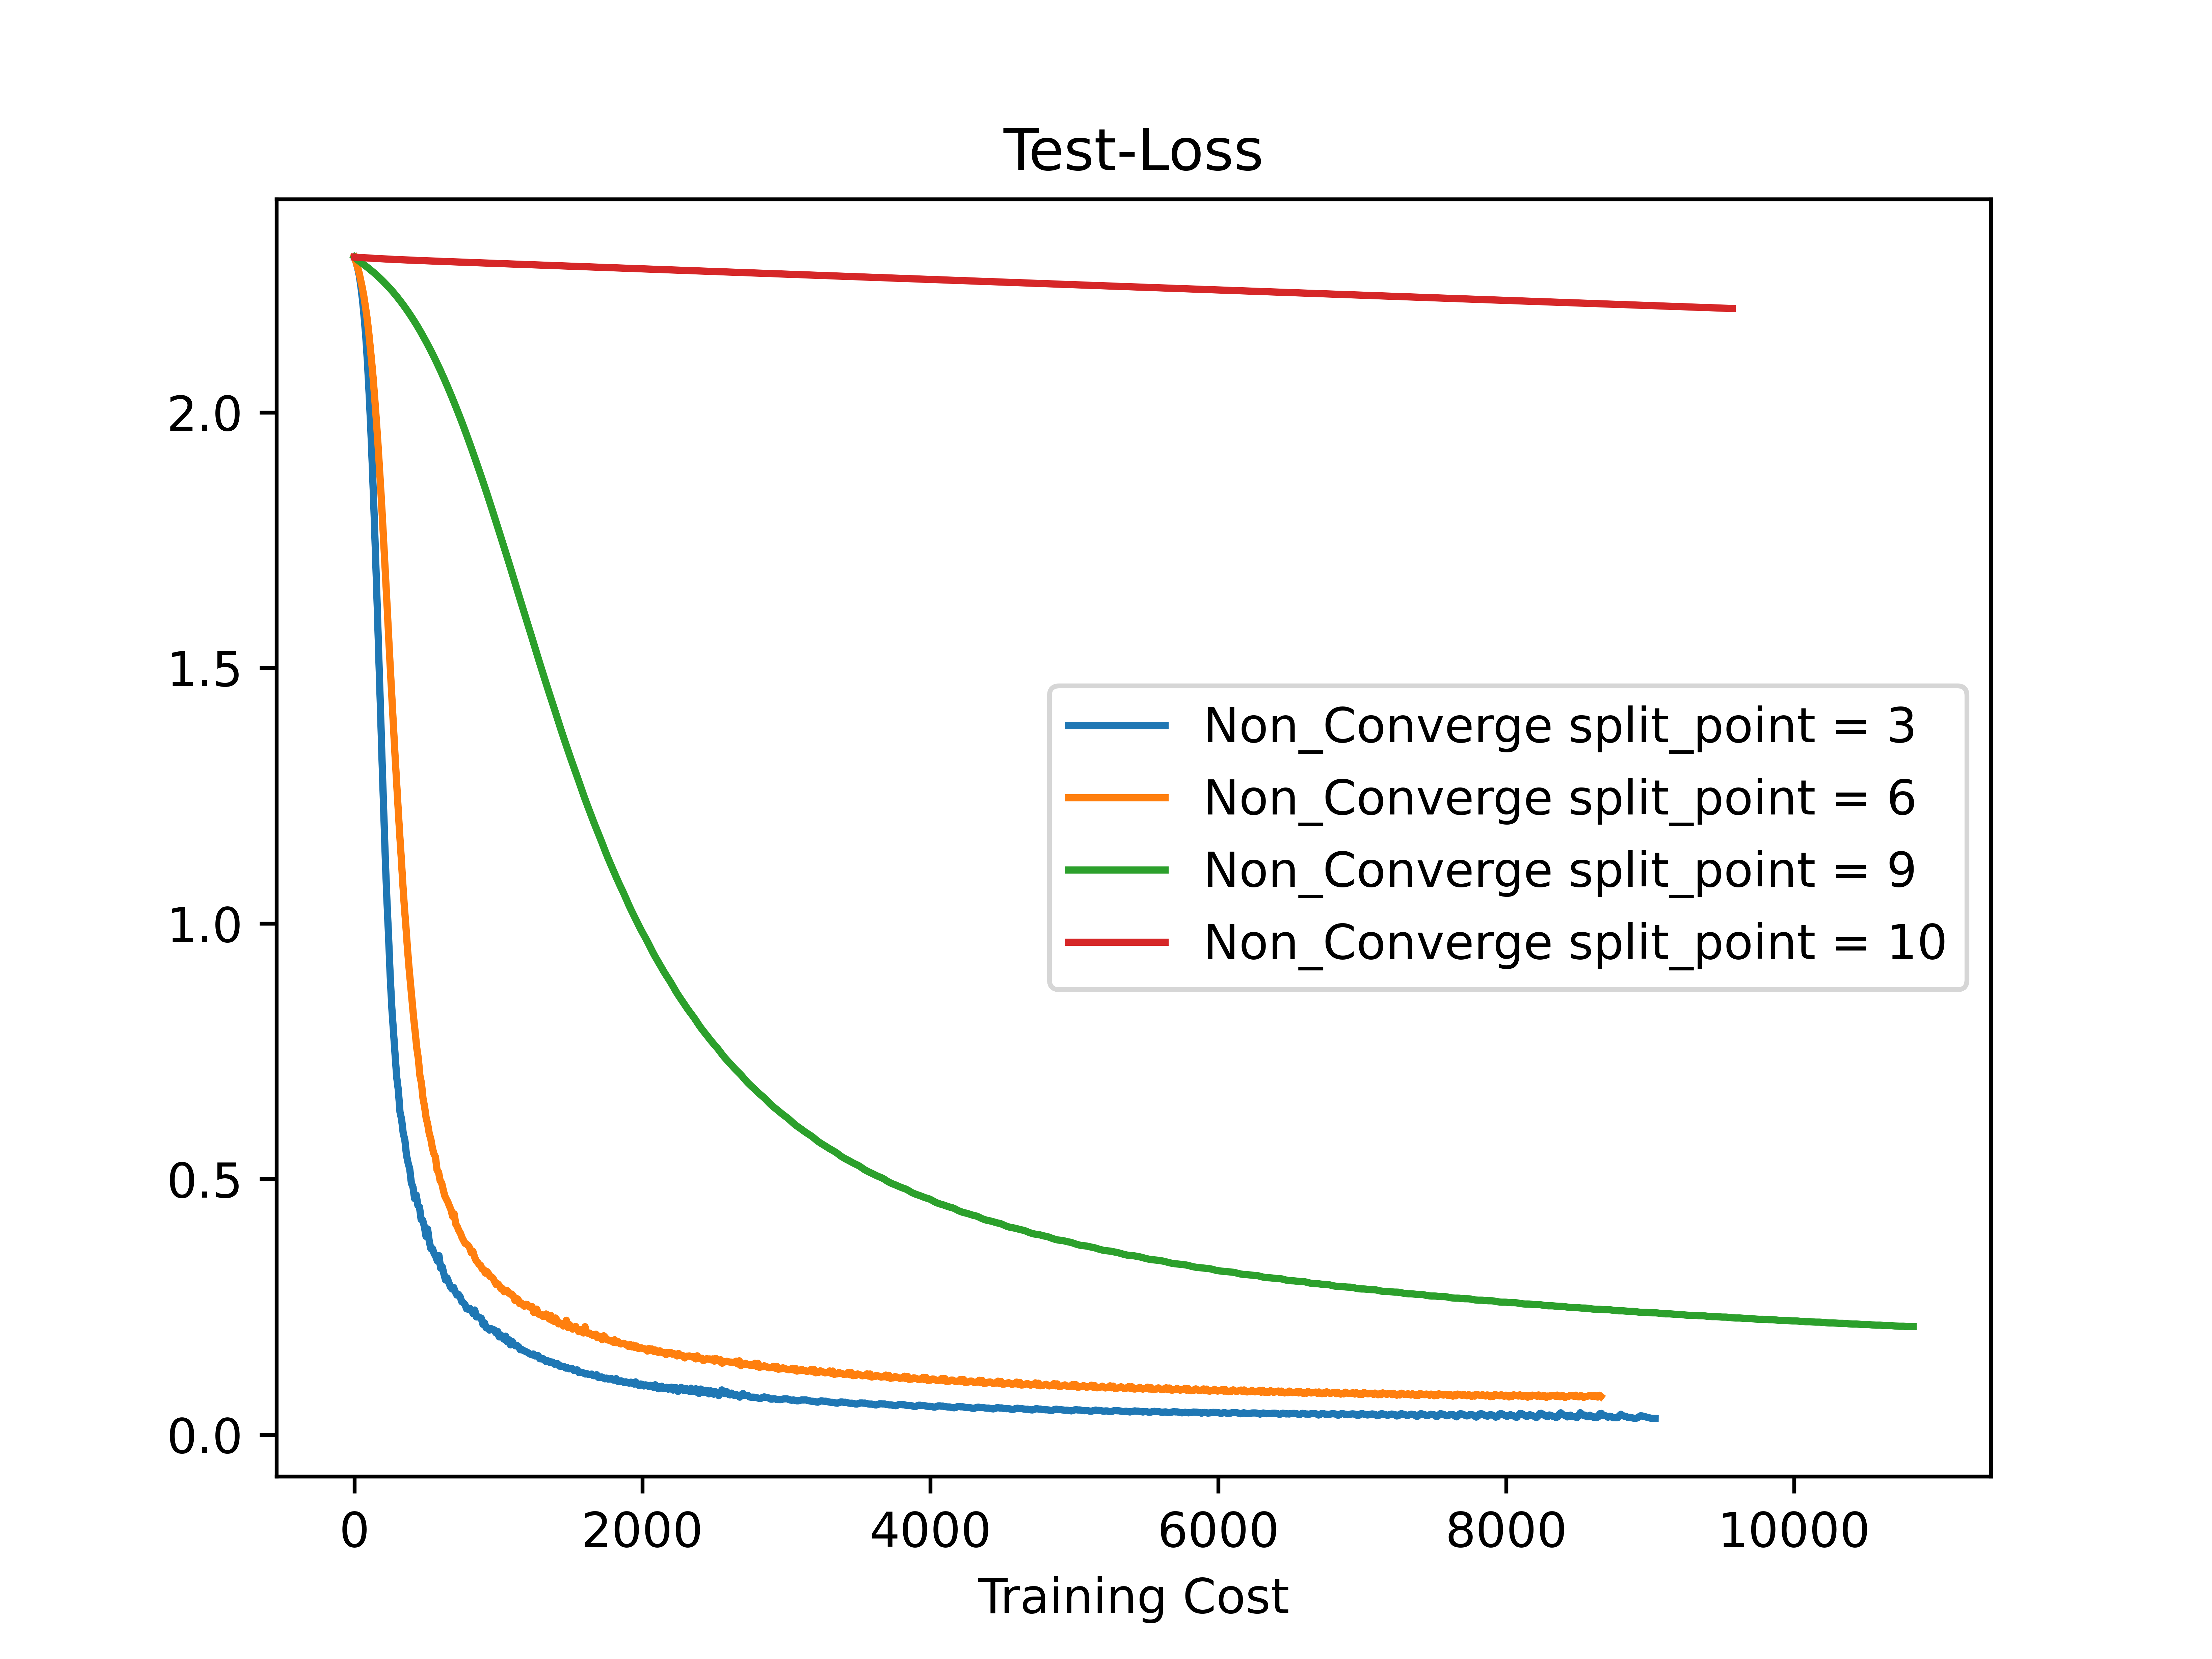 Test-Loss
2.0
1.5
1.0
0.5
0.0
Non_Converge split_point = 3
Non_Converge split_point = 6
Non_Converge split_point = 9
Non_Converge split_point = 10
0 2000 4000 6000 8000 10000
Training Cost